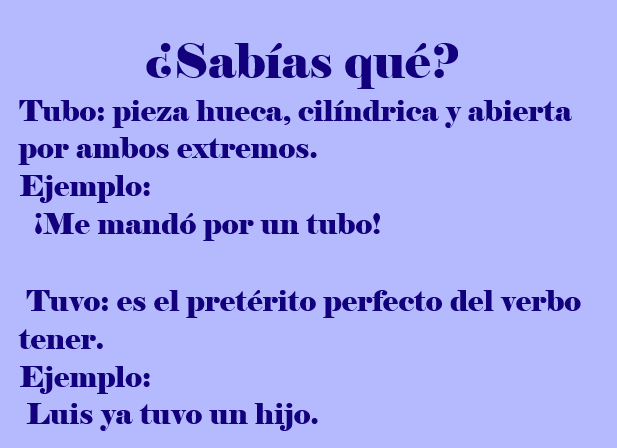 ¿Sabías qué?
Tubo: pieza hueca, cilíndrica y abierta
por ambos extremos.
Ejemplo:
¡Me mandó por un tubo!
Tuvo: es el pretérito perfecto del verbo
tener.
Ejemplo:
Luis ya tuvo un hijo.